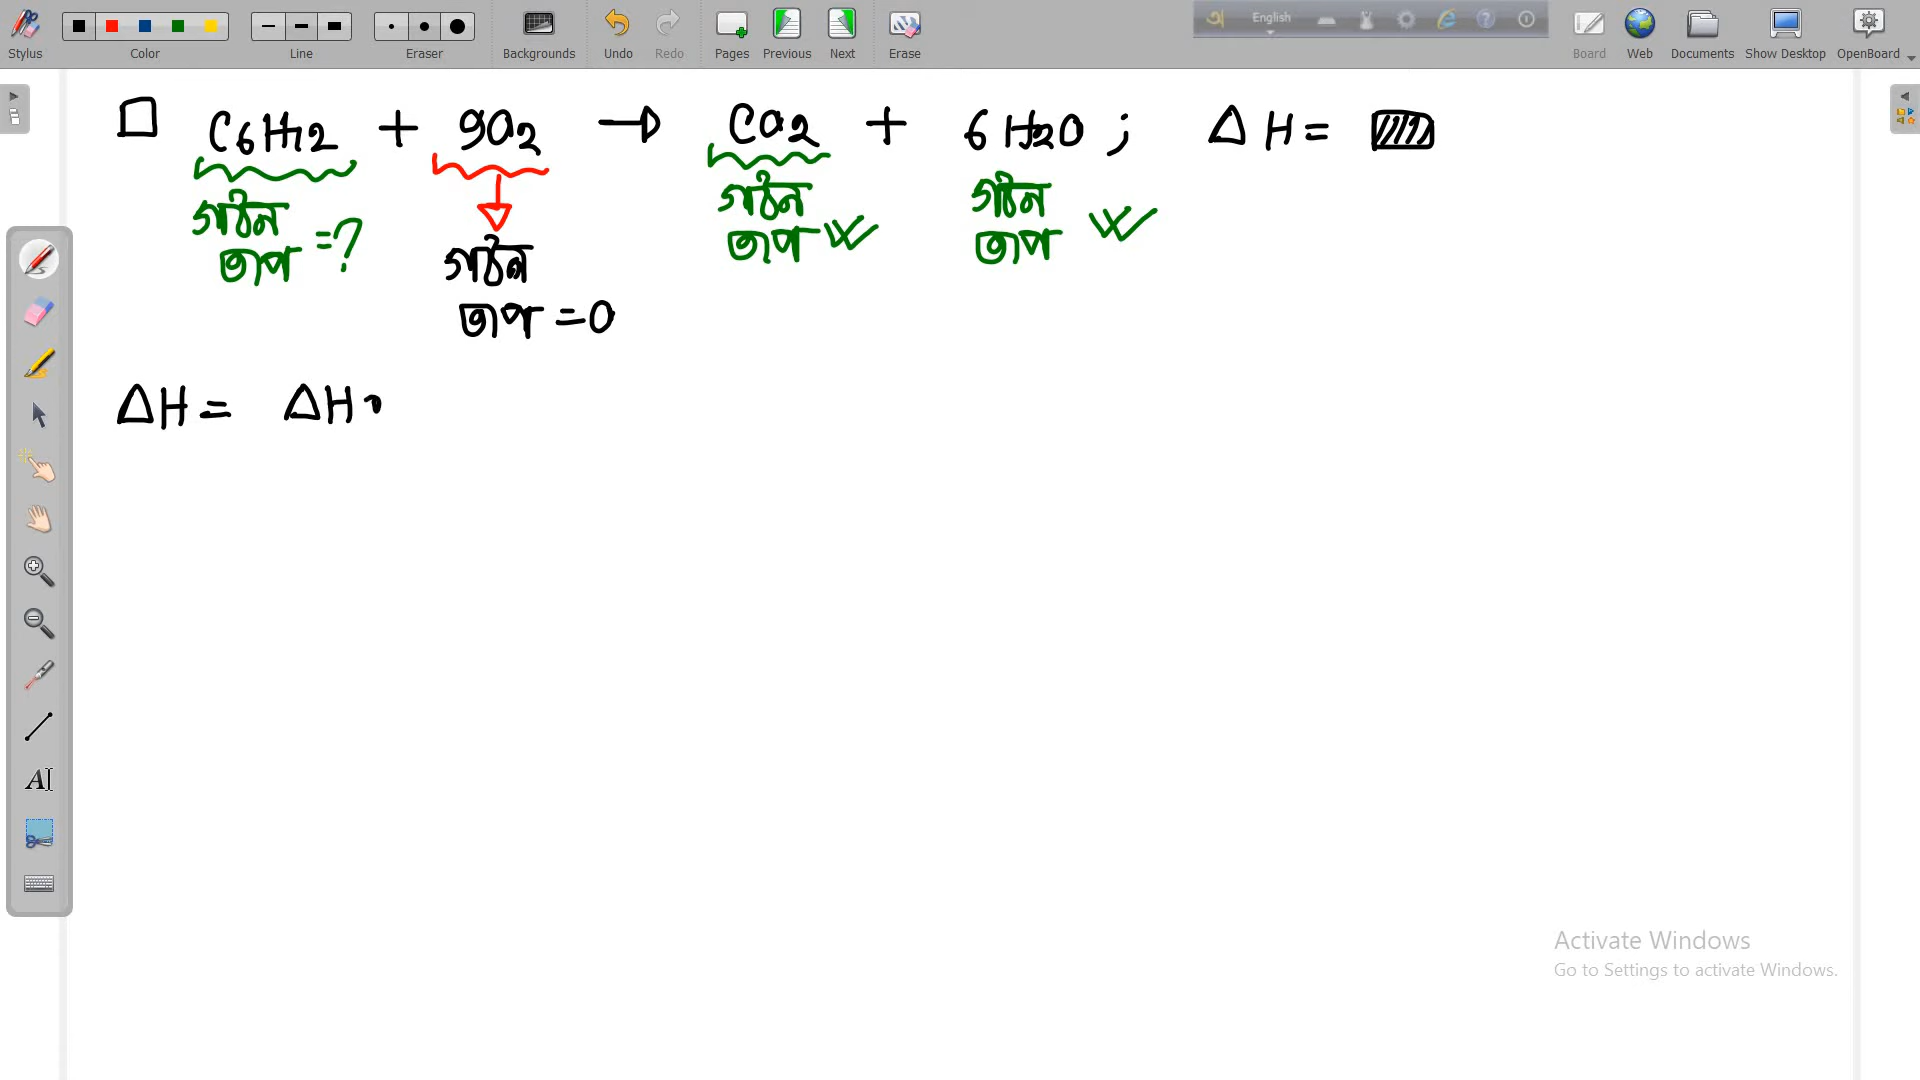 Stylus Color Line Eraser Backgrounds Undo Redo Pages Previous Next Erase English Board Web Documents Show Desktop OpenBoard
C6H12 + 9O2 → CO2 + 6H2O ; ΔH =
গঠন তাপ =?
গঠন তাপ =0
গঠন তাপ
গঠন তাপ
ΔH = ΔH
Activate Windows
Go to Settings to activate Windows.